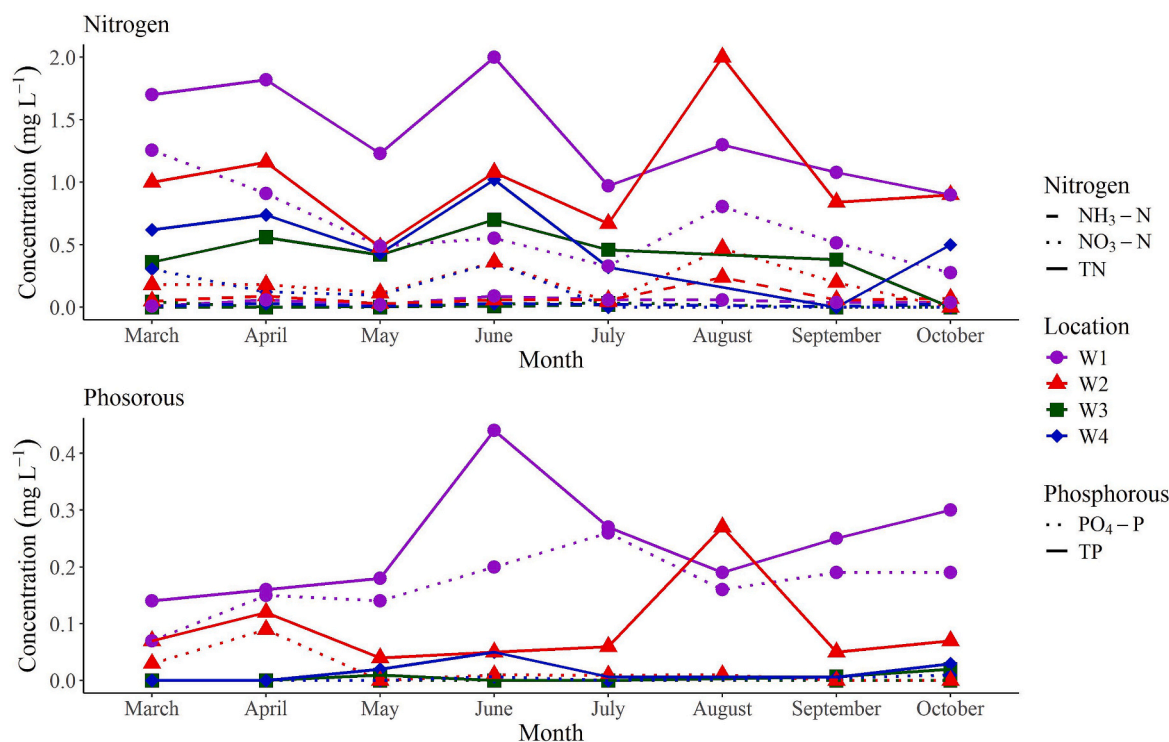 Nitrogen
Concentration (mg L⁻¹)
2.0
1.5
1.0
0.5
0.0
March April May June July August September October
Month
Phosorous
Concentration (mg L⁻¹)
0.4
0.3
0.2
0.1
0.0
March April May June July August September October
Month
Nitrogen
NH₃ − N
NO₃ − N
TN
Location
W1
W2
W3
W4
Phosphorous
PO₄ − P
TP